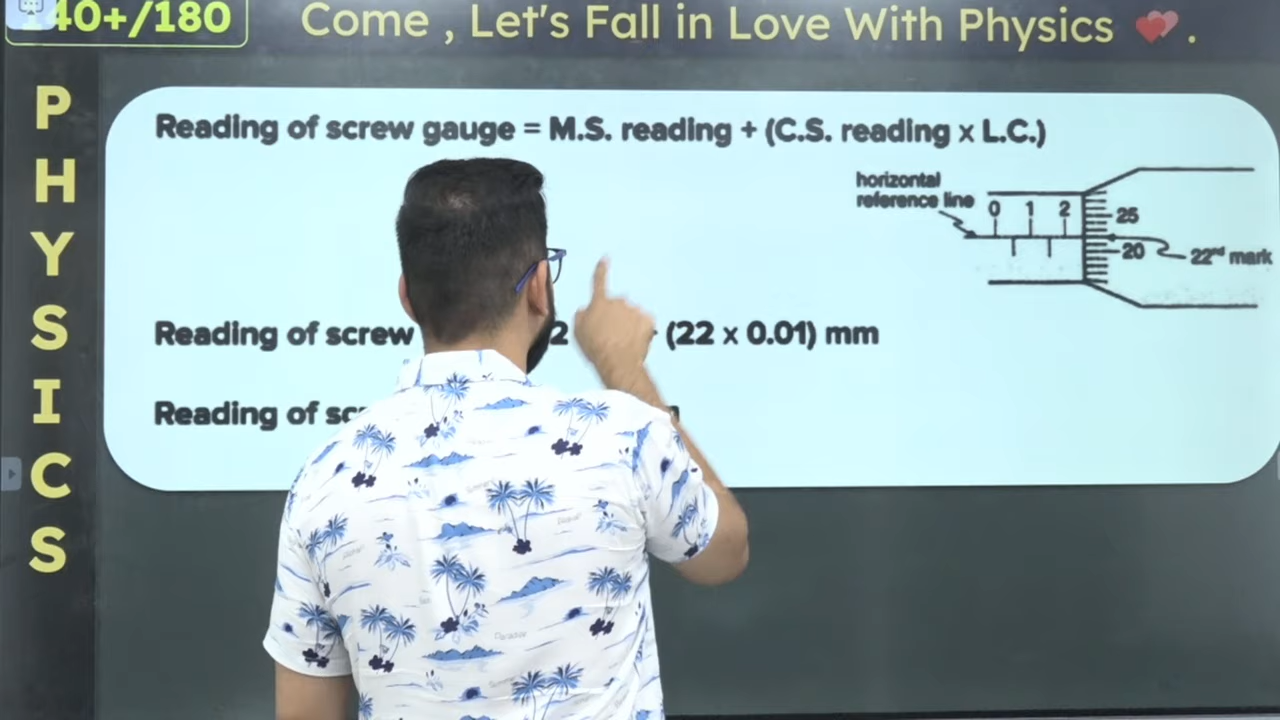 40+/180
Come , Let's Fall in Love With Physics .
PHYSICS
Reading of screw gauge = M.S. reading + (C.S. reading x L.C.)
horizontal
reference line
0 1 2
25
20
22nd mark
Reading of screw 2 (22 x 0.01) mm
Reading of